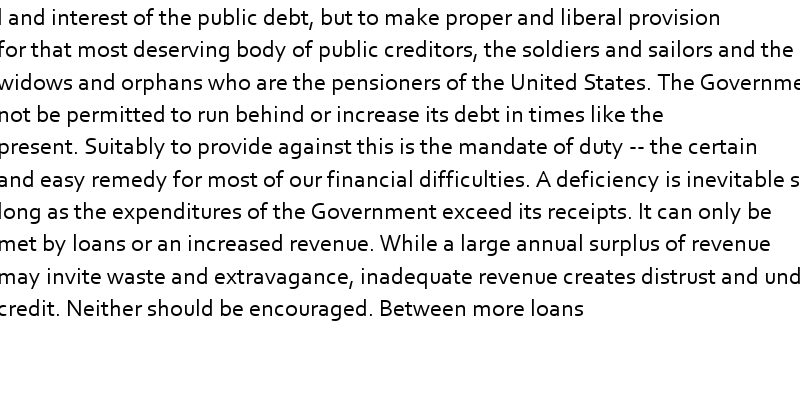 and interest of the public debt, but to make proper and liberal provision
for that most deserving body of public creditors, the soldiers and sailors and the
widows and orphans who are the pensioners of the United States. The Governme
not be permitted to run behind or increase its debt in times like the
present. Suitably to provide against this is the mandate of duty -- the certain
and easy remedy for most of our financial difficulties. A deficiency is inevitable s
long as the expenditures of the Government exceed its receipts. It can only be
met by loans or an increased revenue. While a large annual surplus of revenue
may invite waste and extravagance, inadequate revenue creates distrust and und
credit. Neither should be encouraged. Between more loans